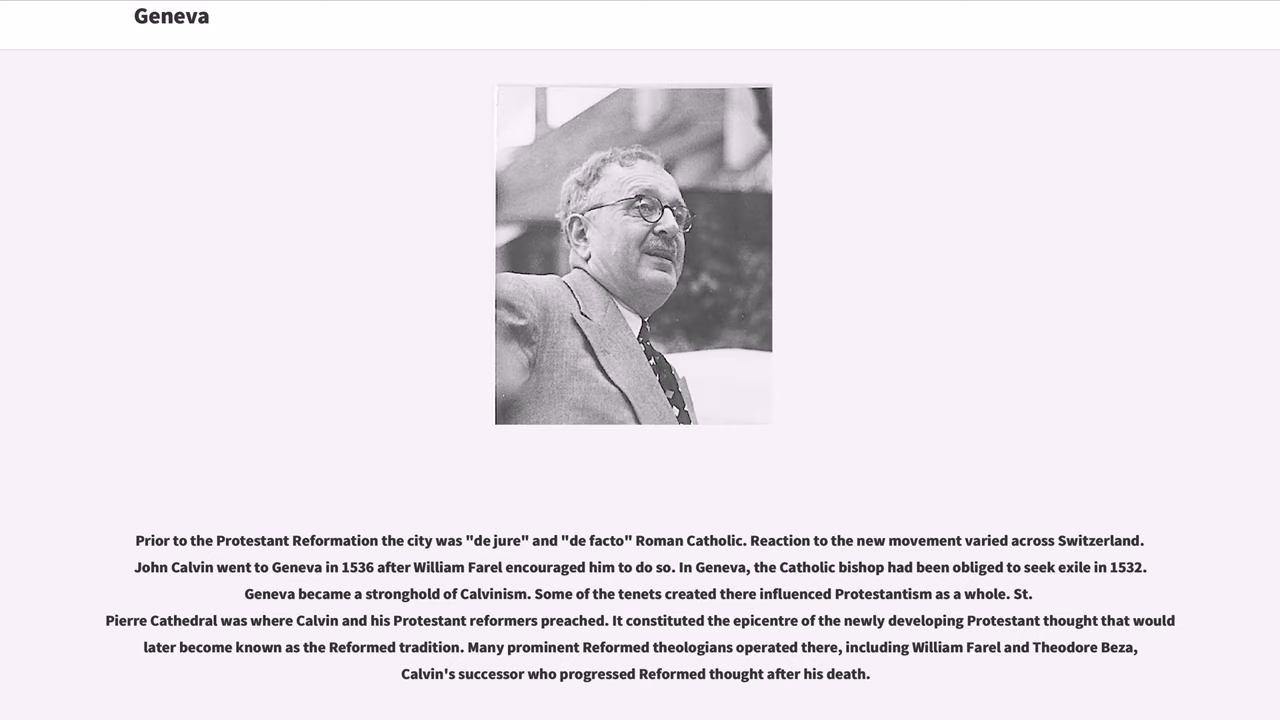 Geneva
Prior to the Protestant Reformation the city was "de jure" and "de facto" Roman Catholic. Reaction to the new movement varied across Switzerland.
John Calvin went to Geneva in 1536 after William Farel encouraged him to do so. In Geneva, the Catholic bishop had been obliged to seek exile in 1532.
Geneva became a stronghold of Calvinism. Some of the tenets created there influenced Protestantism as a whole. St.
Pierre Cathedral was where Calvin and his Protestant reformers preached. It constituted the epicentre of the newly developing Protestant thought that would
later become known as the Reformed tradition. Many prominent Reformed theologians operated there, including William Farel and Theodore Beza,
Calvin's successor who progressed Reformed thought after his death.